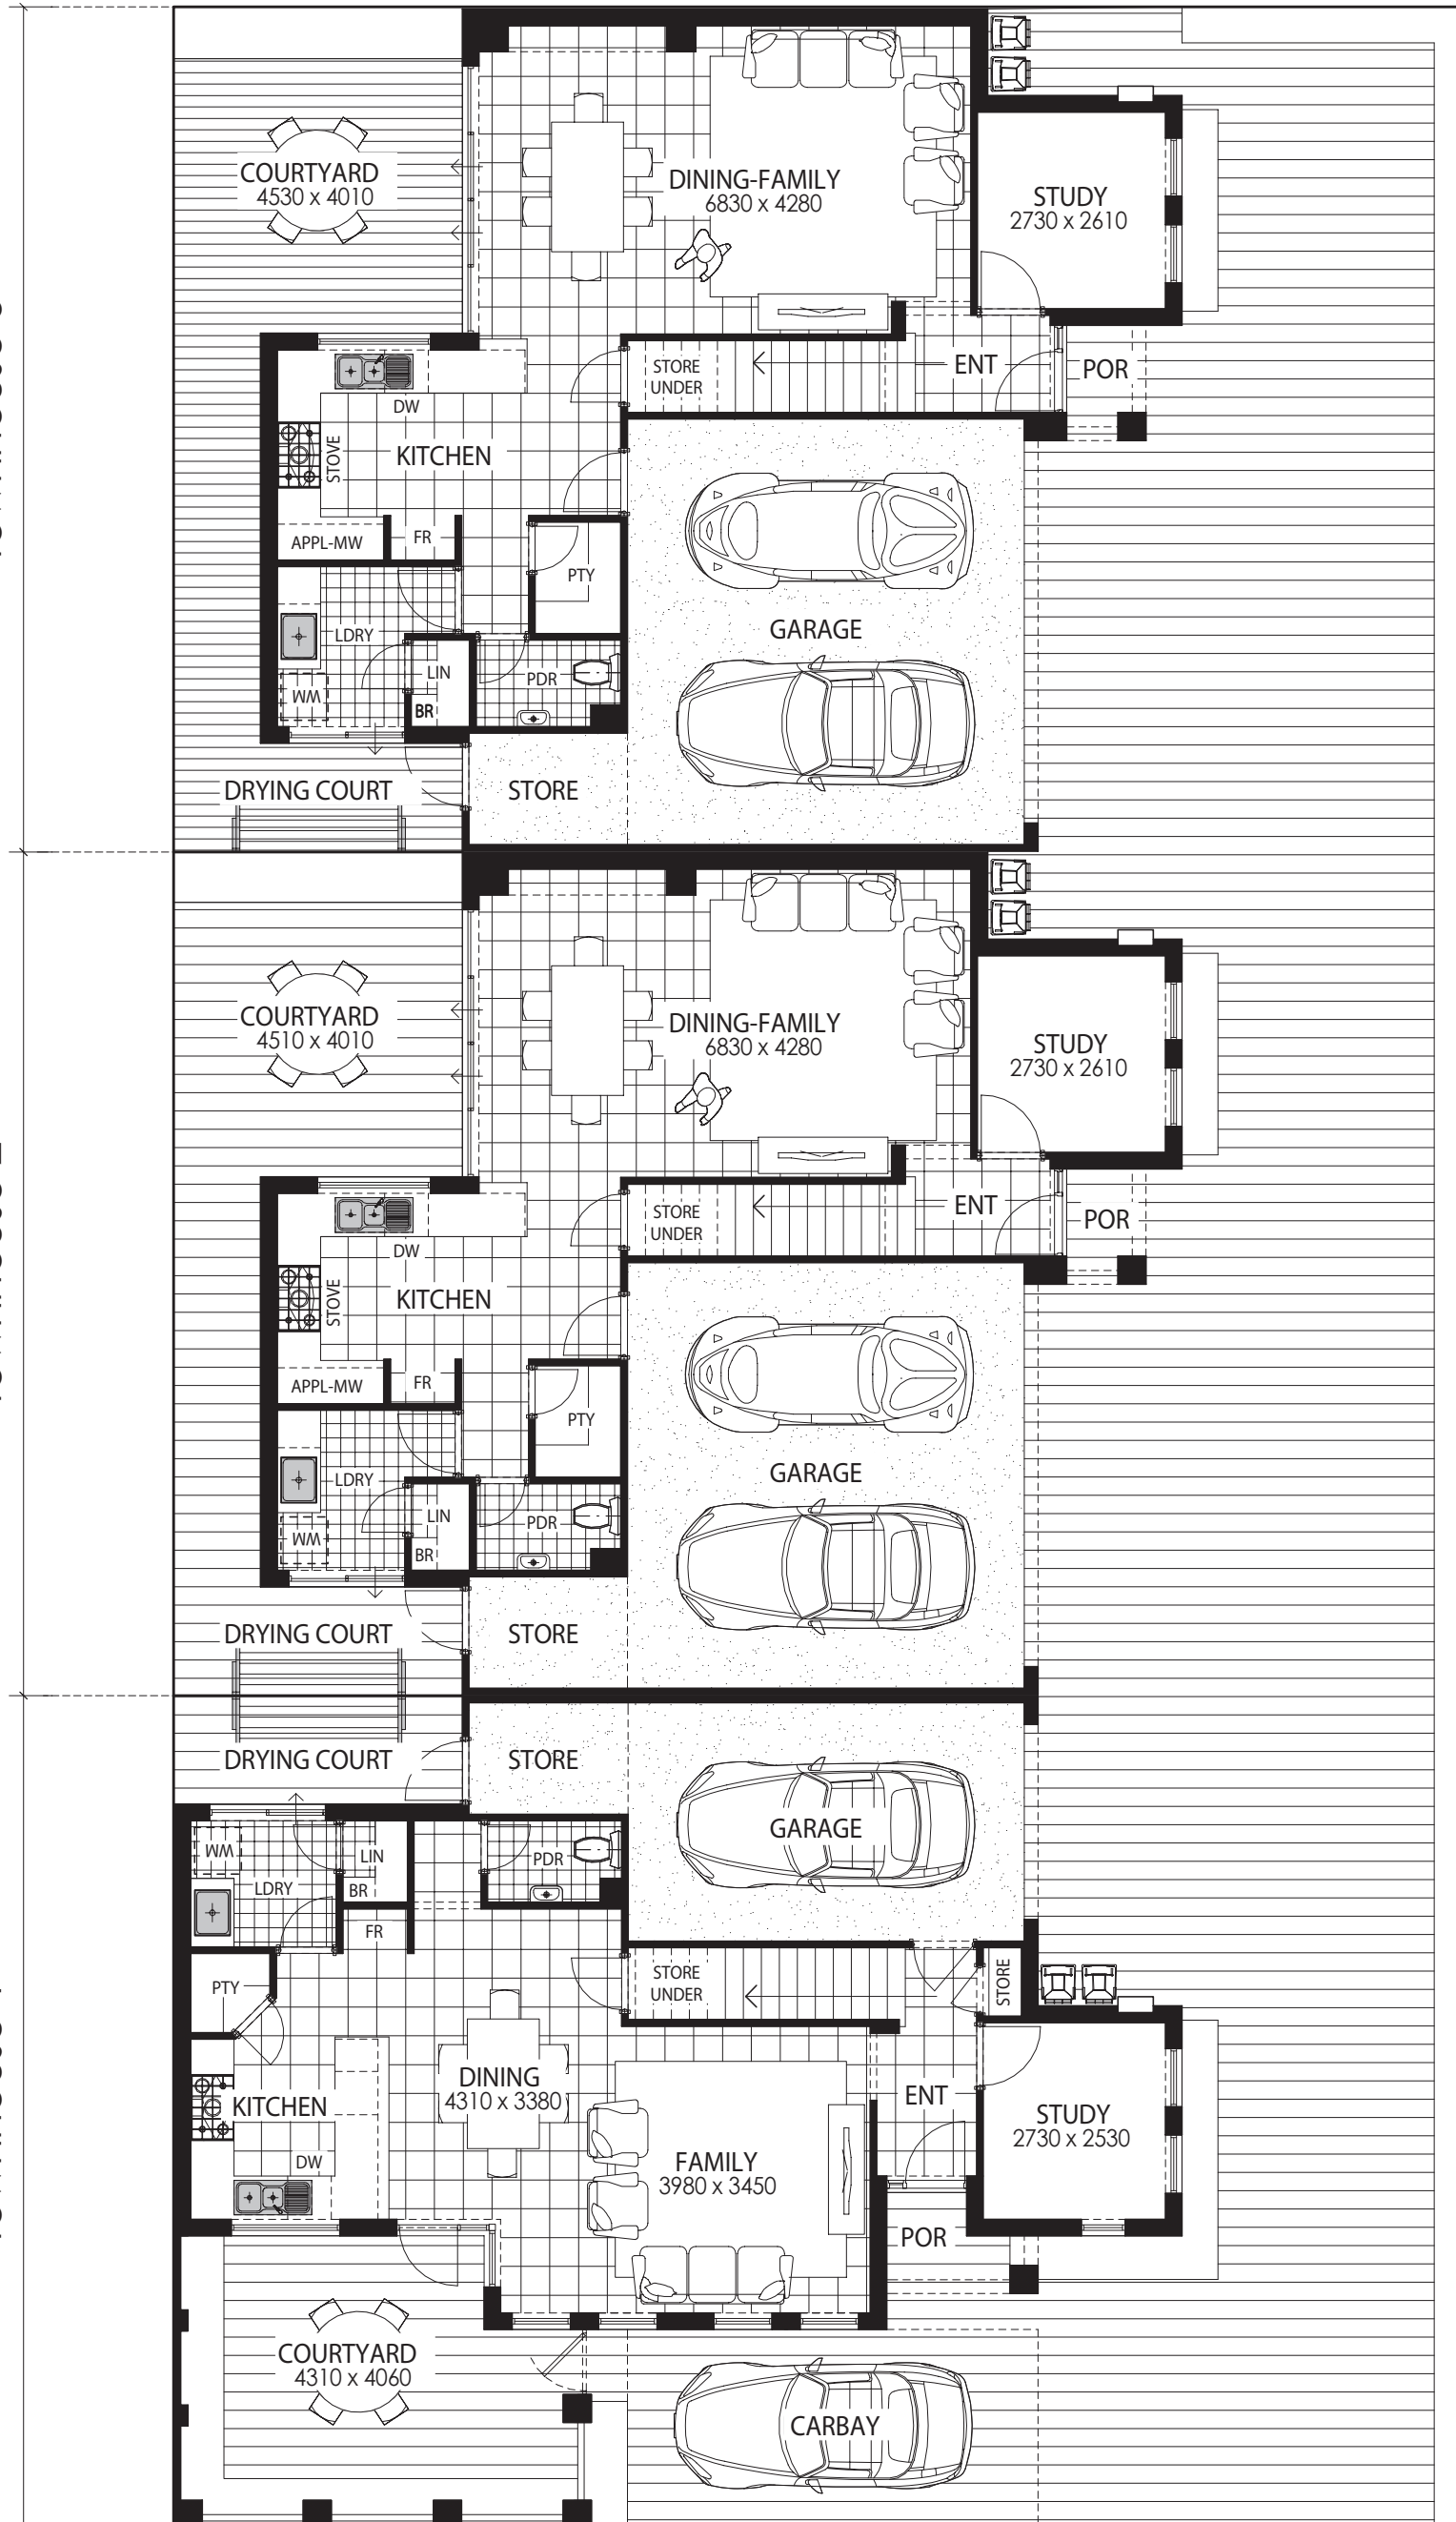 COURTYARD
4530 x 4010
DINING-FAMILY
6830 x 4280
STUDY
2730 x 2610
STORE
UNDER
ENT
POR
DW
STOVE
KITCHEN
APPL-MW
FR
PTY
GARAGE
LDRY
LIN
PDR
WM
BR
DRYING COURT
STORE
COURTYARD
4510 x 4010
DINING-FAMILY
6830 x 4280
STUDY
2730 x 2610
STORE
UNDER
ENT
POR
DW
STOVE
KITCHEN
APPL-MW
FR
PTY
GARAGE
LDRY
LIN
PDR
WM
BR
DRYING COURT
STORE
DRYING COURT
STORE
GARAGE
WM
LIN
PDR
LDRY
BR
FR
PTY
STORE
UNDER
STORE
DINING
4310 x 3380
ENT
KITCHEN
STUDY
2730 x 2530
DW
FAMILY
3980 x 3450
POR
COURTYARD
4310 x 4060
CARBAY